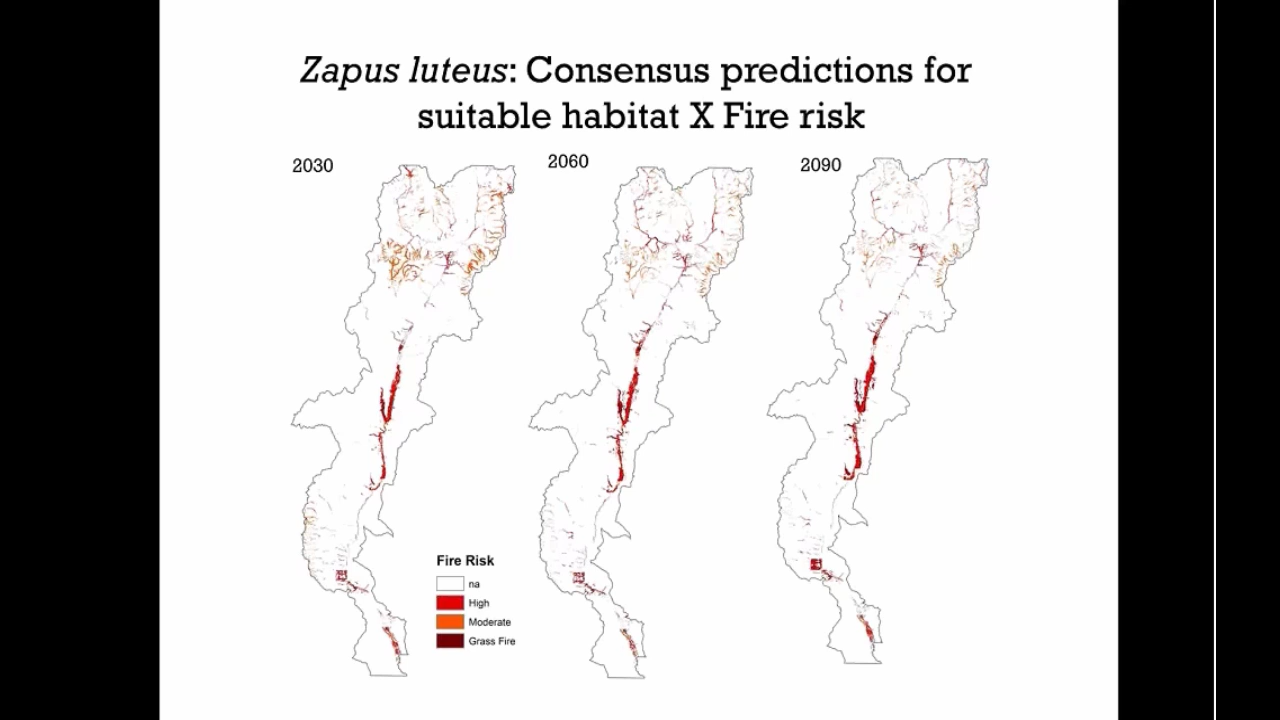 Zapus luteus: Consensus predictions for
suitable habitat X Fire risk
2030
2060
2090
Fire Risk
na
High
Moderate
Grass Fire